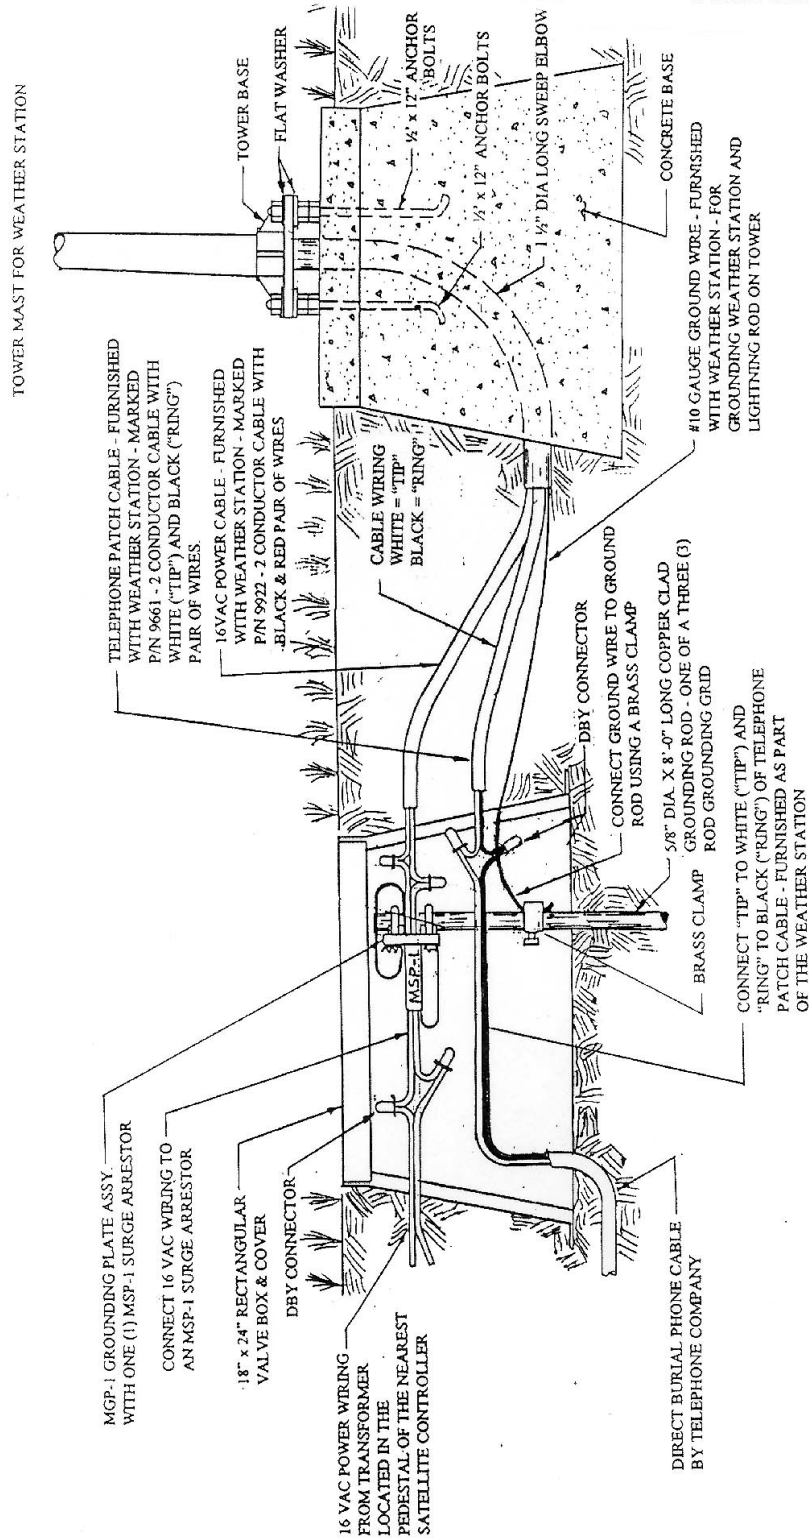 TOWER MAST FOR WEATHER STATION
TOWER BASE
FLAT WASHER
½' x 12" ANCHOR
BOLTS
½' x 12" ANCHOR BOLTS
1 ½" DIA LONG SWEEP ELBOW
CONCRETE BASE
TELEPHONE PATCH CABLE - FURNISHED
WITH WEATHER STATION - MARKED
P/N 9661 - 2 CONDUCTOR CABLE WITH
WHITE ("TIP") AND BLACK ("RING")
PAIR OF WIRES.
16VAC POWER CABLE - FURNISHED
WITH WEATHER STATION - MARKED
P/N 9922 - 2 CONDUCTOR CABLE WITH
BLACK & RED PAIR OF WIRES
CABLE WIRING
WHITE = "TIP"
BLACK = "RING"
#10 GAUGE GROUND WIRE - FURNISHED
WITH WEATHER STATION - FOR
GROUNDING WEATHER STATION AND
LIGHTNING ROD ON TOWER
MGP-1 GROUNDING PLATE ASSY.
WITH ONE (1) MSP-1 SURGE ARRESTOR
CONNECT 16 VAC WIRING TO
AN MSP-1 SURGE ARRESTOR
18" x 24" RECTANGULAR
VALVE BOX & COVER
DBY CONNECTOR
16 VAC POWER WIRING
FROM TRANSFORMER
LOCATED IN THE
PEDESTAL OF THE NEAREST
SATELLITE CONTROLLER
MSP-1
DBY CONNECTOR
CONNECT GROUND WIRE TO GROUND
ROD USING A BRASS CLAMP
5/8" DIA. X 8'-0" LONG COPPER CLAD
GROUNDING ROD - ONE OF A THREE (3)
ROD GROUNDING GRID
BRASS CLAMP
CONNECT "TIP" TO WHITE ("TIP") AND
"RING" TO BLACK ("RING") OF TELEPHONE
PATCH CABLE - FURNISHED AS PART
OF THE WEATHER STATION
DIRECT BURIAL PHONE CABLE
BY TELEPHONE COMPANY